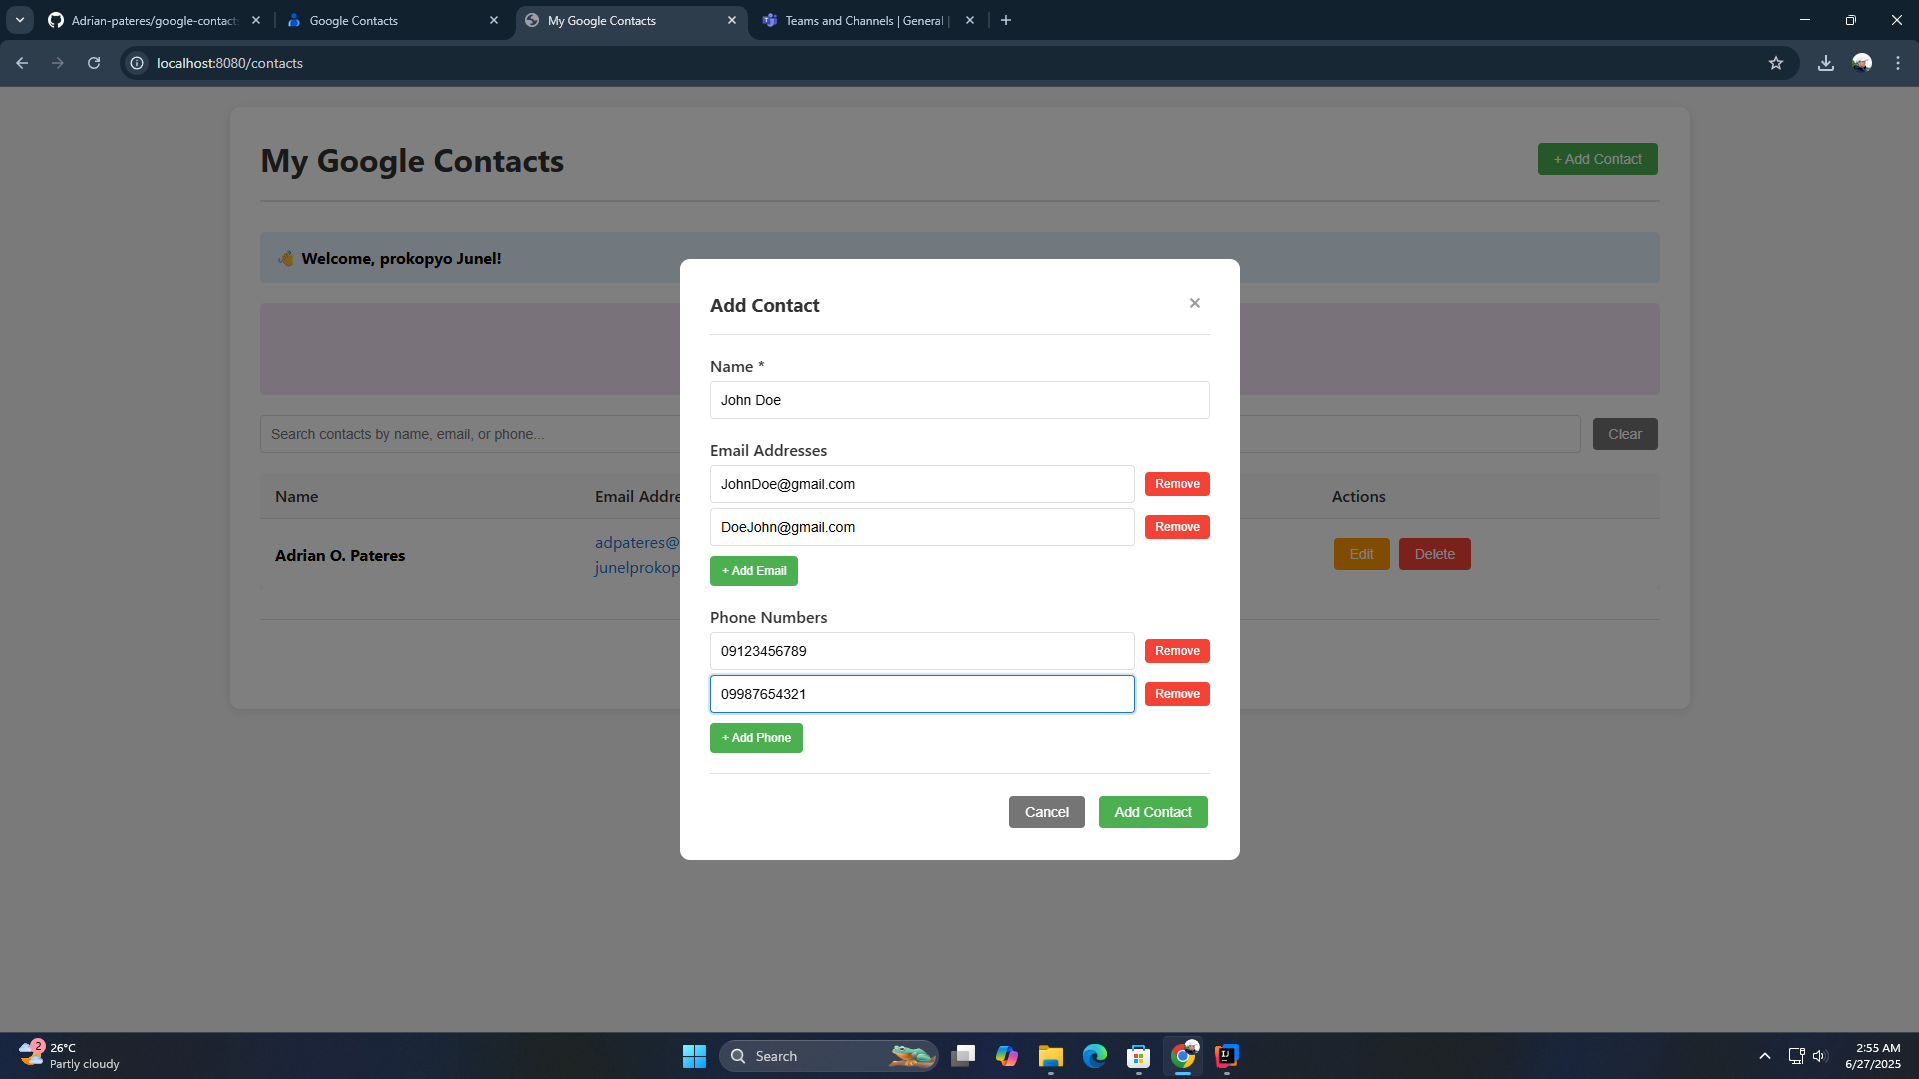 Adrian-pateres/google-contacts
Google Contacts
My Google Contacts
Teams and Channels | General |
localhost:8080/contacts
My Google Contacts
+ Add Contact
Welcome, prokopyo Junel!
Add Contact
Name *
John Doe
Search contacts by name, email, or phone...
Clear
Email Addresses
JohnDoe@gmail.com
Remove
Name
Email Addre
Actions
DoeJohn@gmail.com
Remove
Adrian O. Pateres
adpateres@
junelprokop
Edit
Delete
+ Add Email
Phone Numbers
09123456789
Remove
09987654321
Remove
+ Add Phone
Cancel
Add Contact
2
26°C
Partly cloudy
Search
IJ
2:55 AM
6/27/2025